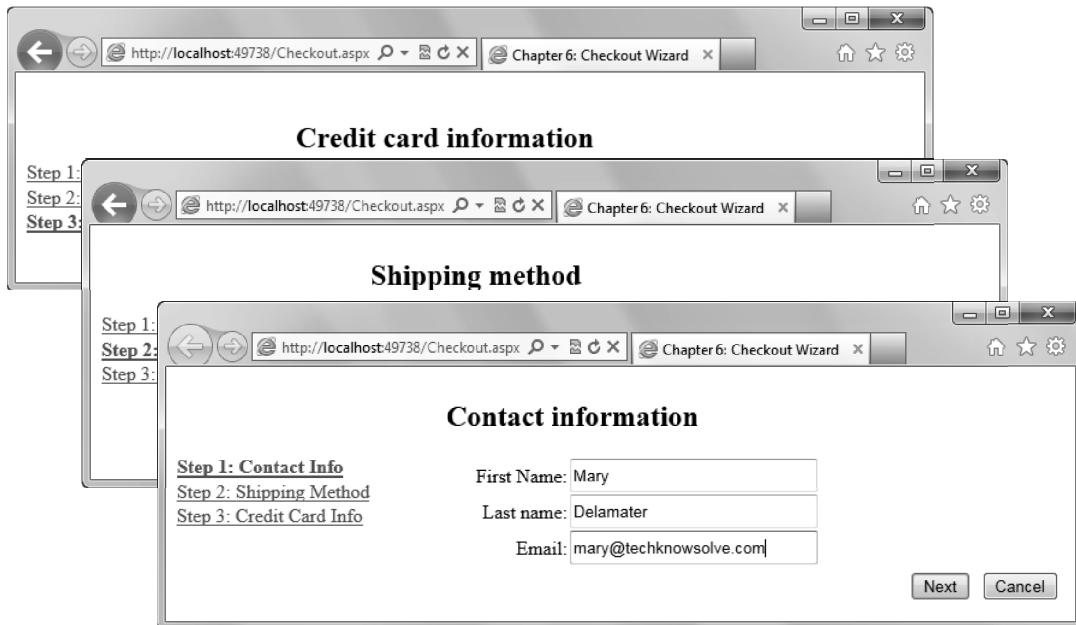 http://localhost:49738/Checkout.aspx
Chapter 6: Checkout Wizard
Credit card information
Step 1:
Step 2:
Step 3:
http://localhost:49738/Checkout.aspx
Chapter 6: Checkout Wizard
Shipping method
Step 1:
Step 2:
Step 3:
http://localhost:49738/Checkout.aspx
Chapter 6: Checkout Wizard
Contact information
Step 1: Contact Info
Step 2: Shipping Method
Step 3: Credit Card Info
First Name: Mary
Last name: Delamater
Email: mary@techknowsolve.com
Next Cancel